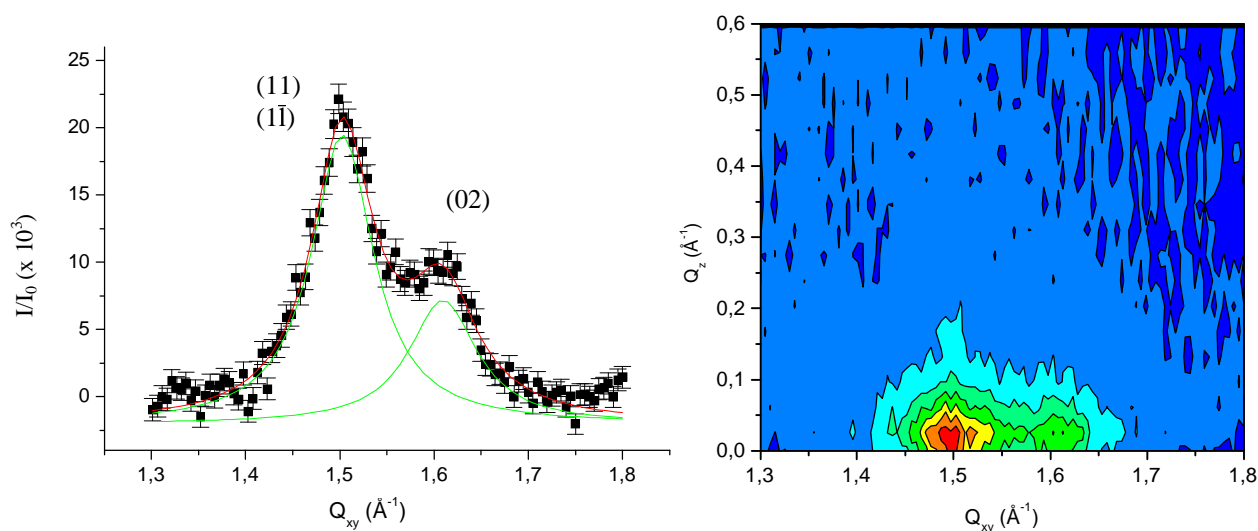 25
20
15
10
5
0
I/I₀ (x 10³)
(11)
(11̅)
(02)
1,3 1,4 1,5 1,6 1,7 1,8
Q_xy (Å⁻¹)
0,6
0,5
0,4
0,3
0,2
0,1
0,0
Q_z (Å⁻¹)
1,3 1,4 1,5 1,6 1,7 1,8
Q_xy (Å⁻¹)